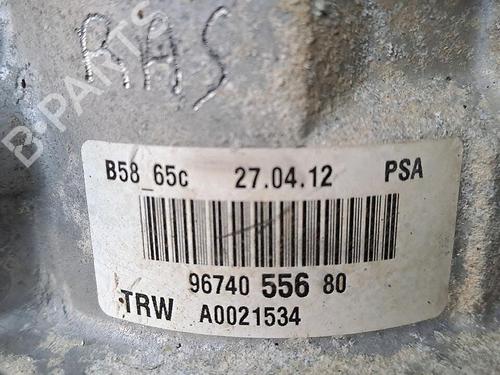 RAS
B-PARTS
B58_65c 27.04.12 PSA
96740 556 80
TRW A0021534